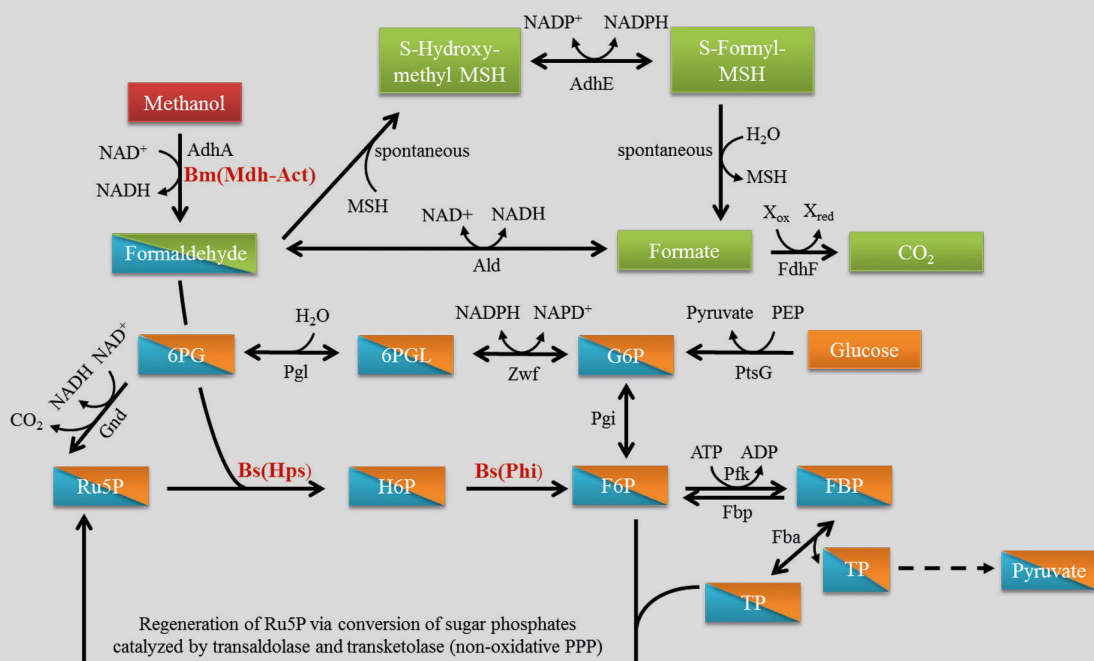 NADP⁺ NADPH
S-Hydroxy-
methyl MSH
AdhE
S-Formyl-
MSH
Methanol
NAD⁺
AdhA
Bm(Mdh-Act)
NADH
spontaneous
MSH
spontaneous
H₂O
MSH
NAD+ NADH
Formaldehyde
Ald
Formate
Xox Xred
FdhF
CO₂
H₂O
NADPH NAPD⁺
Pyruvate PEP
6PG
Pgl
6PGL
Zwf
G6P
PtsG
Glucose
NAD⁺
NADH
CO₂
Gnd
Pgi
Ru5P
Bs(Hps)
H6P
Bs(Phi)
F6P
ATP ADP
Pfk
Fbp
FBP
Fba
TP
TP
Pyruvate
Regeneration of Ru5P via conversion of sugar phosphates
catalyzed by transaldolase and transketolase (non-oxidative PPP)